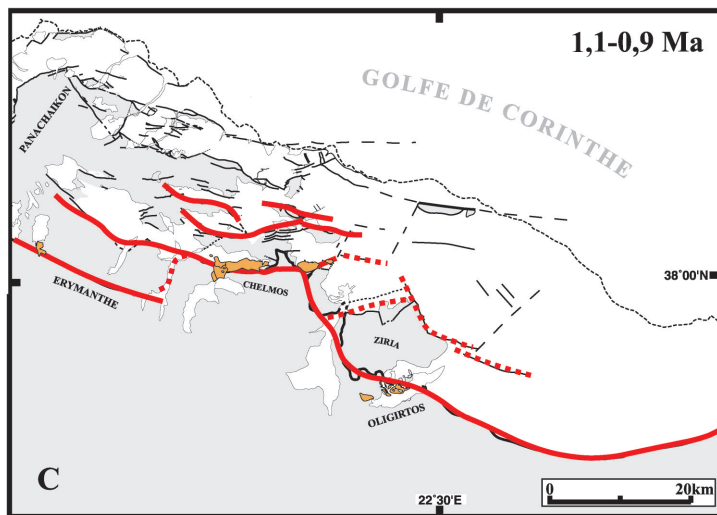 1,1-0,9 Ma
GOLFE DE CORINTHE
PANACHAIKON
38°00'N
ERYMANTHE
CHELMOS
ZIRIA
OLIGIRTOS
C
0 20km
22°30'E